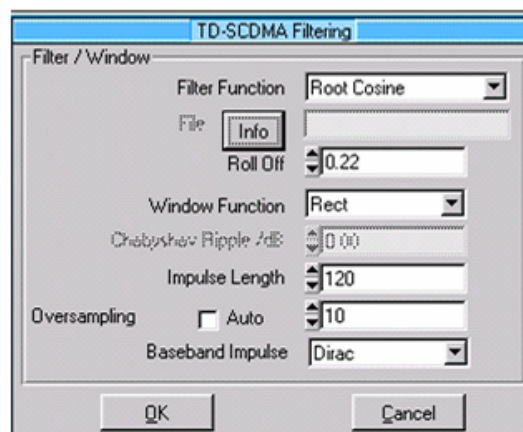 TD-SCDMA Filtering
Filter / Window
Filter Function Root Cosine
File Info
Roll Off 0.22
Window Function Rect
Chebyshev Ripple /dB 0.00
Impulse Length 120
Oversampling Auto 10
Baseband Impulse Dirac
OK Cancel